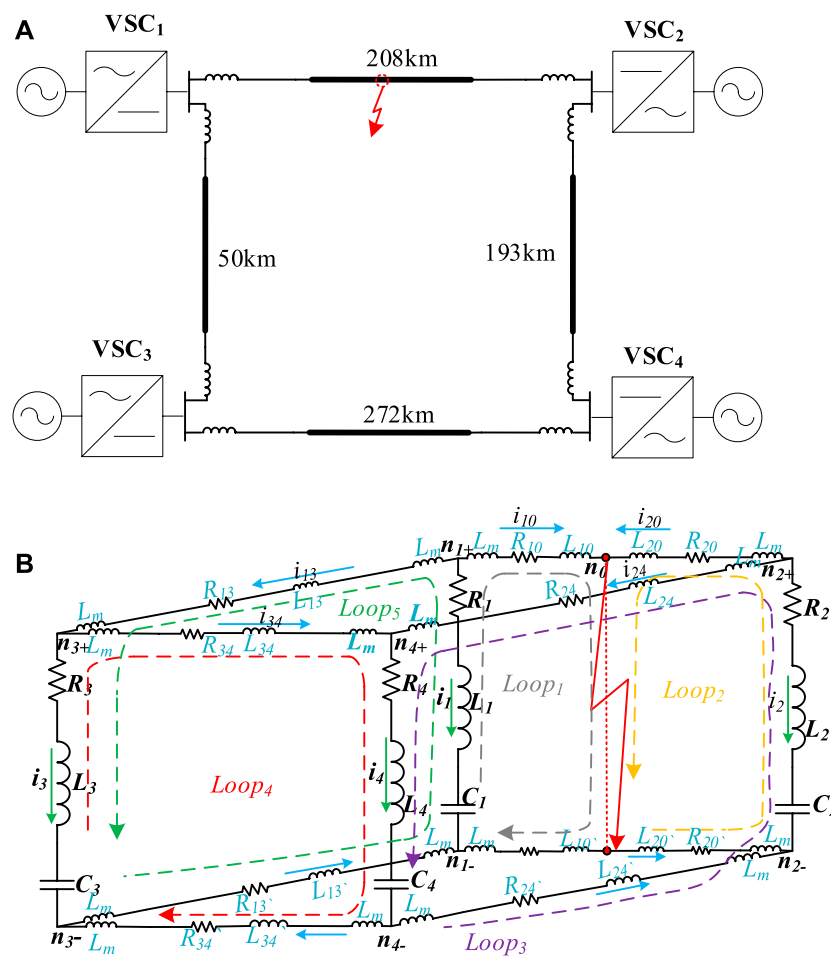 A
VSC₁
VSC₂
208km
50km
193km
VSC₃
VSC₄
272km
B
i₁₀
i₂₀
n₁₊
Lₘ
R₁₀
L₁₀
n₀
L₂₀
R₂₀
Lₘ
Lₘ
n₂₊
Lₘ
i₁₃
R₁₃
L₁₃
i₂₄
R₂₄
L₂₄
Loop₅
R₁
R₂
Lₘ
i₃₄
Lₘ
n₃₊
Lₘ
R₃₄
L₃₄
Lₘ
n₄₊
R₃
R₄
Loop₁
Loop₂
i₁
L₁
i₂
L₂
i₃
L₃
Loop₄
i₄
L₄
C₁
Lₘ
n₁₋
Lₘ
L₁₀`
L₂₀`
R₂₀`
Lₘ
n₂₋
C₃
C₄
R₁₃`
L₁₃`
R₂₄`
L₂₄`
Lₘ
Lₘ
n₃₋
Lₘ
R₃₄`
L₃₄`
Lₘ
n₄₋
Lₘ
Loop₃